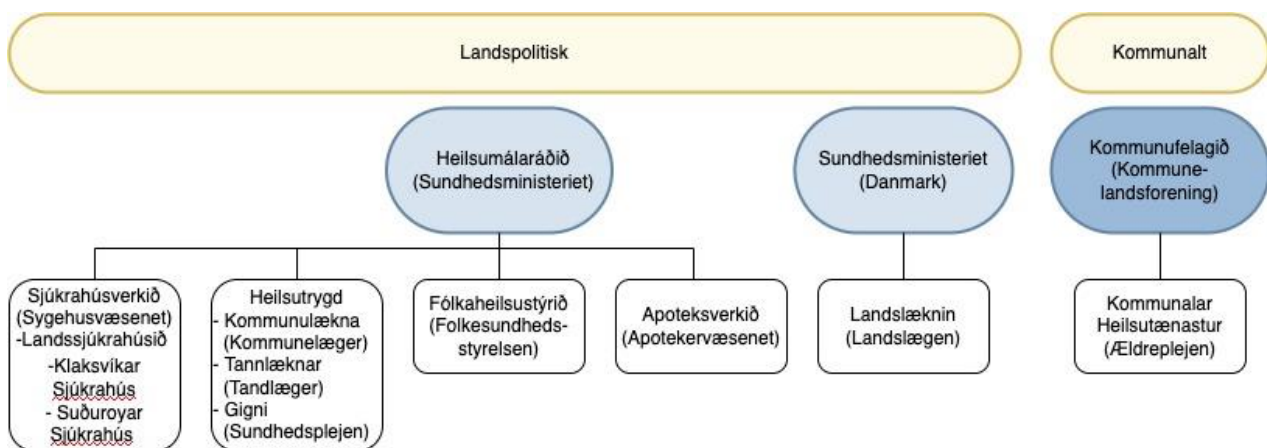 Landspolitisk
Kommunalt
Heilsumálaráðið
(Sundhedsministeriet)
Sundhedsministeriet
(Danmark)
Kommunufelagið
(Kommune-
landsforening)
Sjúkrahúsverkið
(Sygehusvæsenet)
-Landssjúkrahúsið
-Klaksvíkar
Sjúkrahús
- Suðuroyar
Sjúkrahús
Heilsutrygd
- Kommunulækna
(Kommunelæger)
- Tannlæknar
(Tandlæger)
- Gigni
(Sundhedsplejen)
Fólkaheilsustýrið
(Folkesundheds-
styrelsen)
Apoteksverkið
(Apotekervæsenet)
Landslæknin
(Landslægen)
Kommunalar
Heilsutænastur
(Ældreplejen)